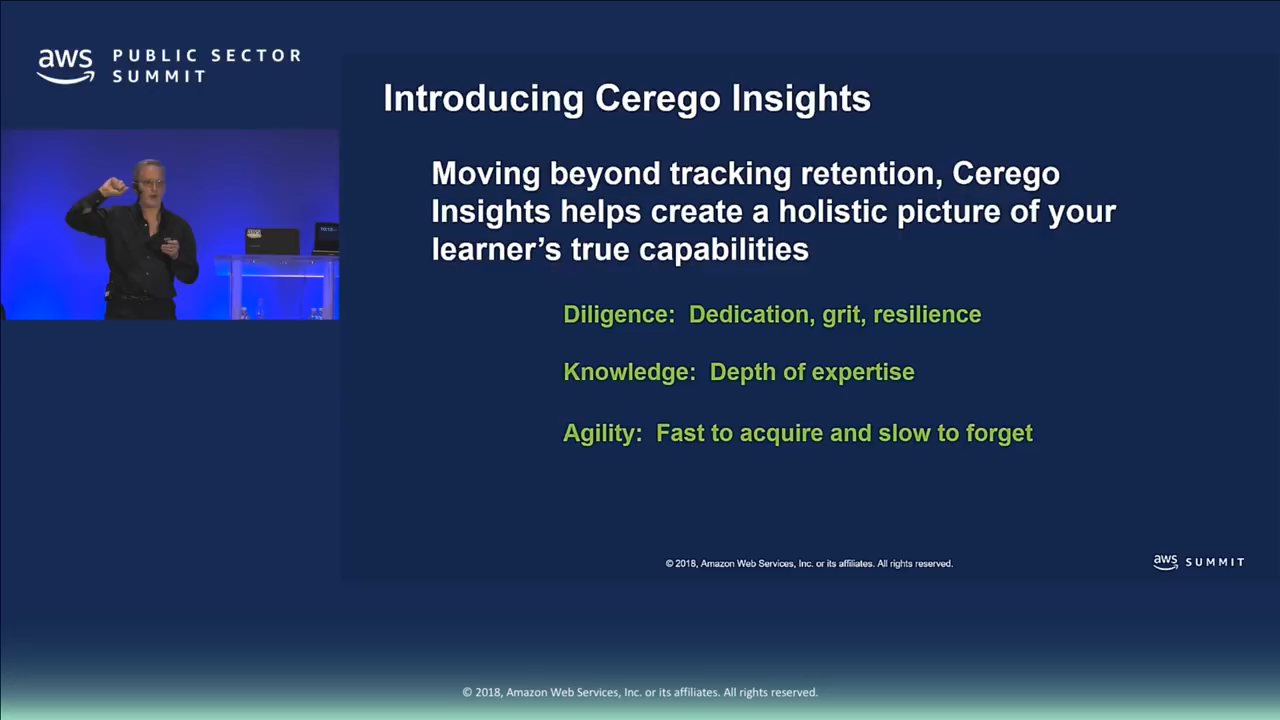 aws PUBLIC SECTOR
SUMMIT
Introducing Cerego Insights
Moving beyond tracking retention, Cerego
Insights helps create a holistic picture of your
learner’s true capabilities
Diligence: Dedication, grit, resilience
Knowledge: Depth of expertise
Agility: Fast to acquire and slow to forget
© 2018, Amazon Web Services, Inc. or its affiliates. All rights reserved.
aws SUMMIT
© 2018, Amazon Web Services, Inc. or its affiliates. All rights reserved.